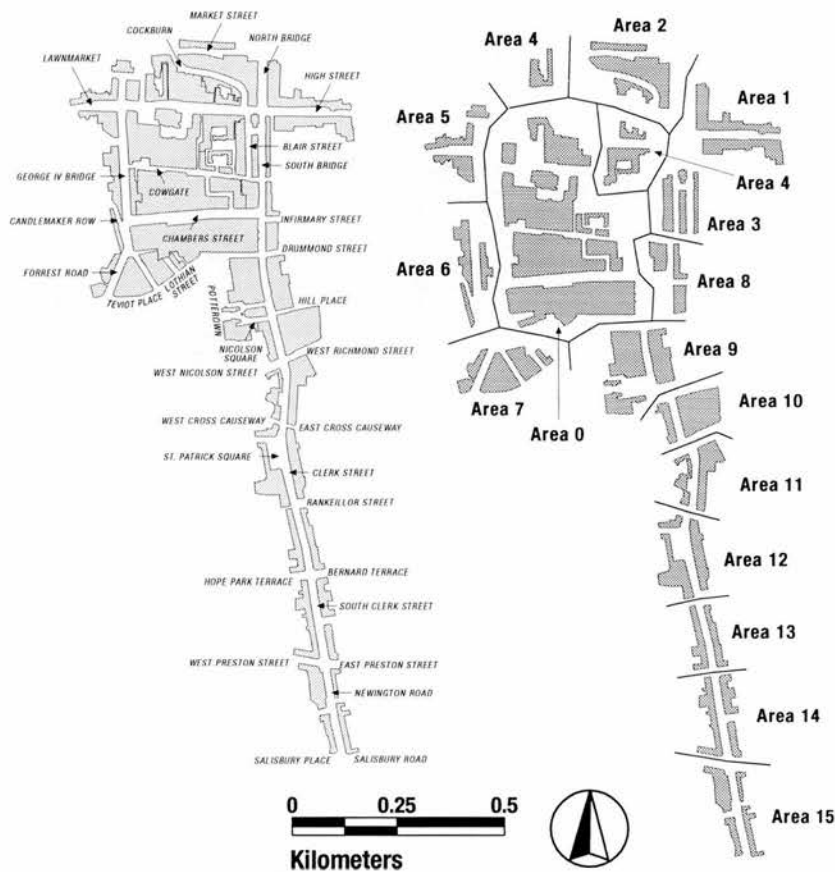 MARKET STREET
COCKBURN
NORTH BRIDGE
LAWNMARKET
HIGH STREET
BLAIR STREET
SOUTH BRIDGE
GEORGE IV BRIDGE
COWGATE
CANDLEMAKER ROW
INFIRMARY STREET
CHAMBERS STREET
DRUMMOND STREET
FORREST ROAD
TEVIOT PLACE
LOTHIAN
STREET
POTTEROWN
HILL PLACE
NICOLSON
SQUARE
WEST RICHMOND STREET
WEST NICOLSON STREET
WEST CROSS CAUSEWAY
EAST CROSS CAUSEWAY
ST. PATRICK SQUARE
CLERK STREET
RANKEILLOR STREET
BERNARD TERRACE
HOPE PARK TERRACE
SOUTH CLERK STREET
WEST PRESTON STREET
EAST PRESTON STREET
NEWINGTON ROAD
SALISBURY PLACE
SALISBURY ROAD
Area 4
Area 2
Area 1
Area 5
Area 4
Area 3
Area 6
Area 8
Area 9
Area 7
Area 10
Area 0
Area 11
Area 12
Area 13
Area 14
Area 15
0
0.25
0.5
Kilometers